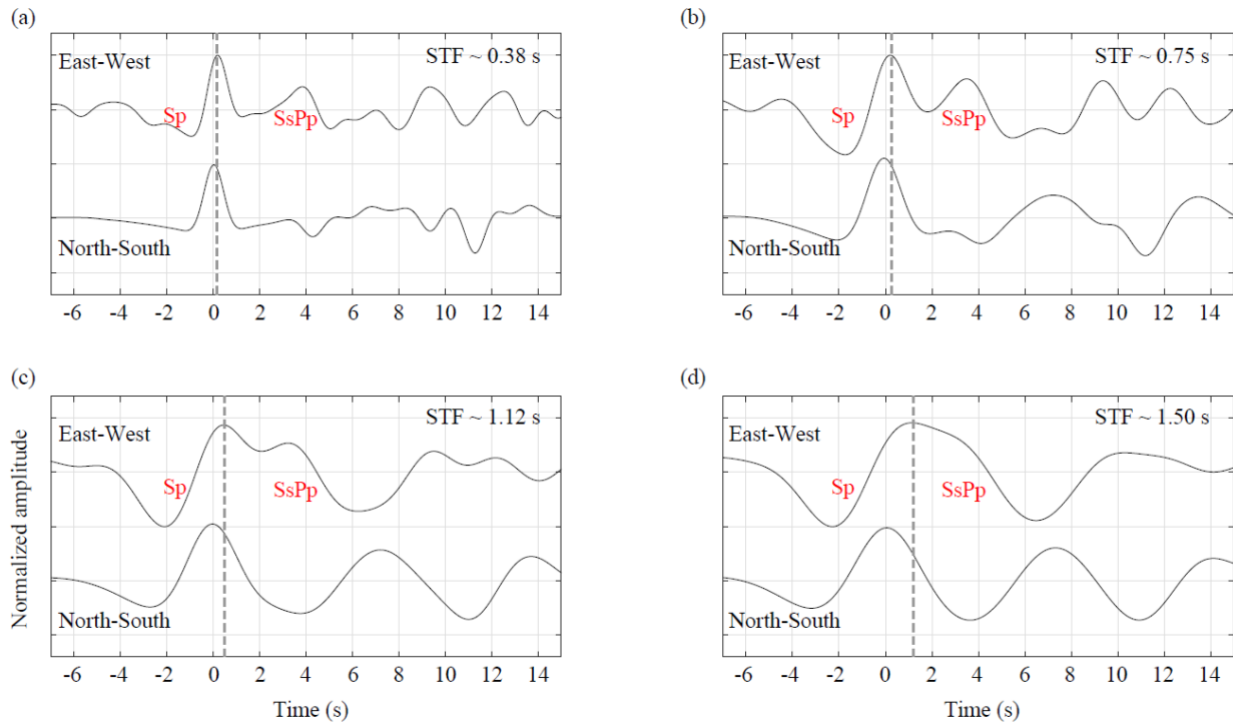 (a)
East-West
STF ~ 0.38 s
Sp
SsPp
North-South
-6 -4 -2 0 2 4 6 8 10 12 14
(b)
East-West
STF ~ 0.75 s
Sp
SsPp
North-South
-6 -4 -2 0 2 4 6 8 10 12 14
(c)
Normalized amplitude
East-West
STF ~ 1.12 s
Sp
SsPp
North-South
-6 -4 -2 0 2 4 6 8 10 12 14
Time (s)
(d)
East-West
STF ~ 1.50 s
Sp
SsPp
North-South
-6 -4 -2 0 2 4 6 8 10 12 14
Time (s)